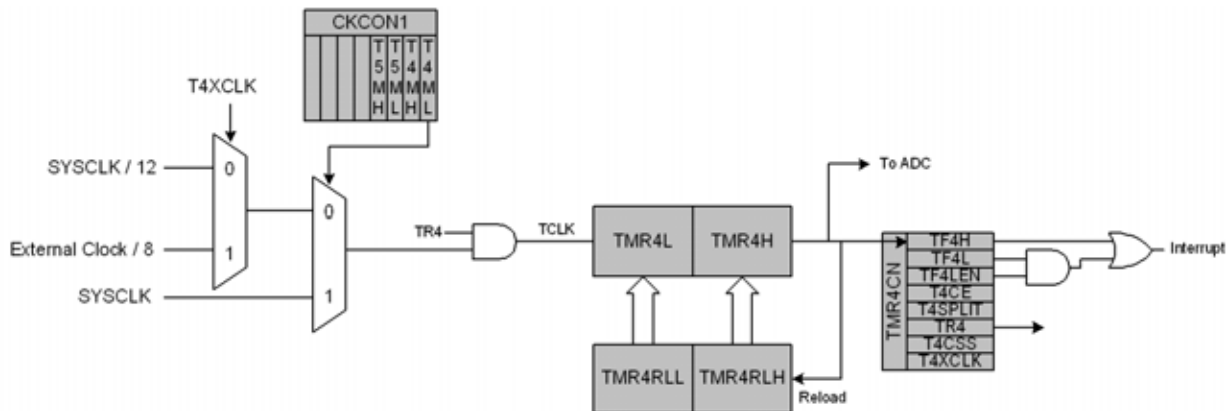 CKCON1
T5MH
T5ML
T4MH
T4ML
T4XCLK
SYSCLK / 12
0
External Clock / 8
1
SYSCLK
0
1
TR4
TCLK
TMR4L
TMR4H
To ADC
TMR4RLL
TMR4RLH
Reload
TMR4CN
TF4H
TF4L
TF4LEN
T4CE
T4SPLIT
TR4
T4CSS
T4XCLK
Interrupt